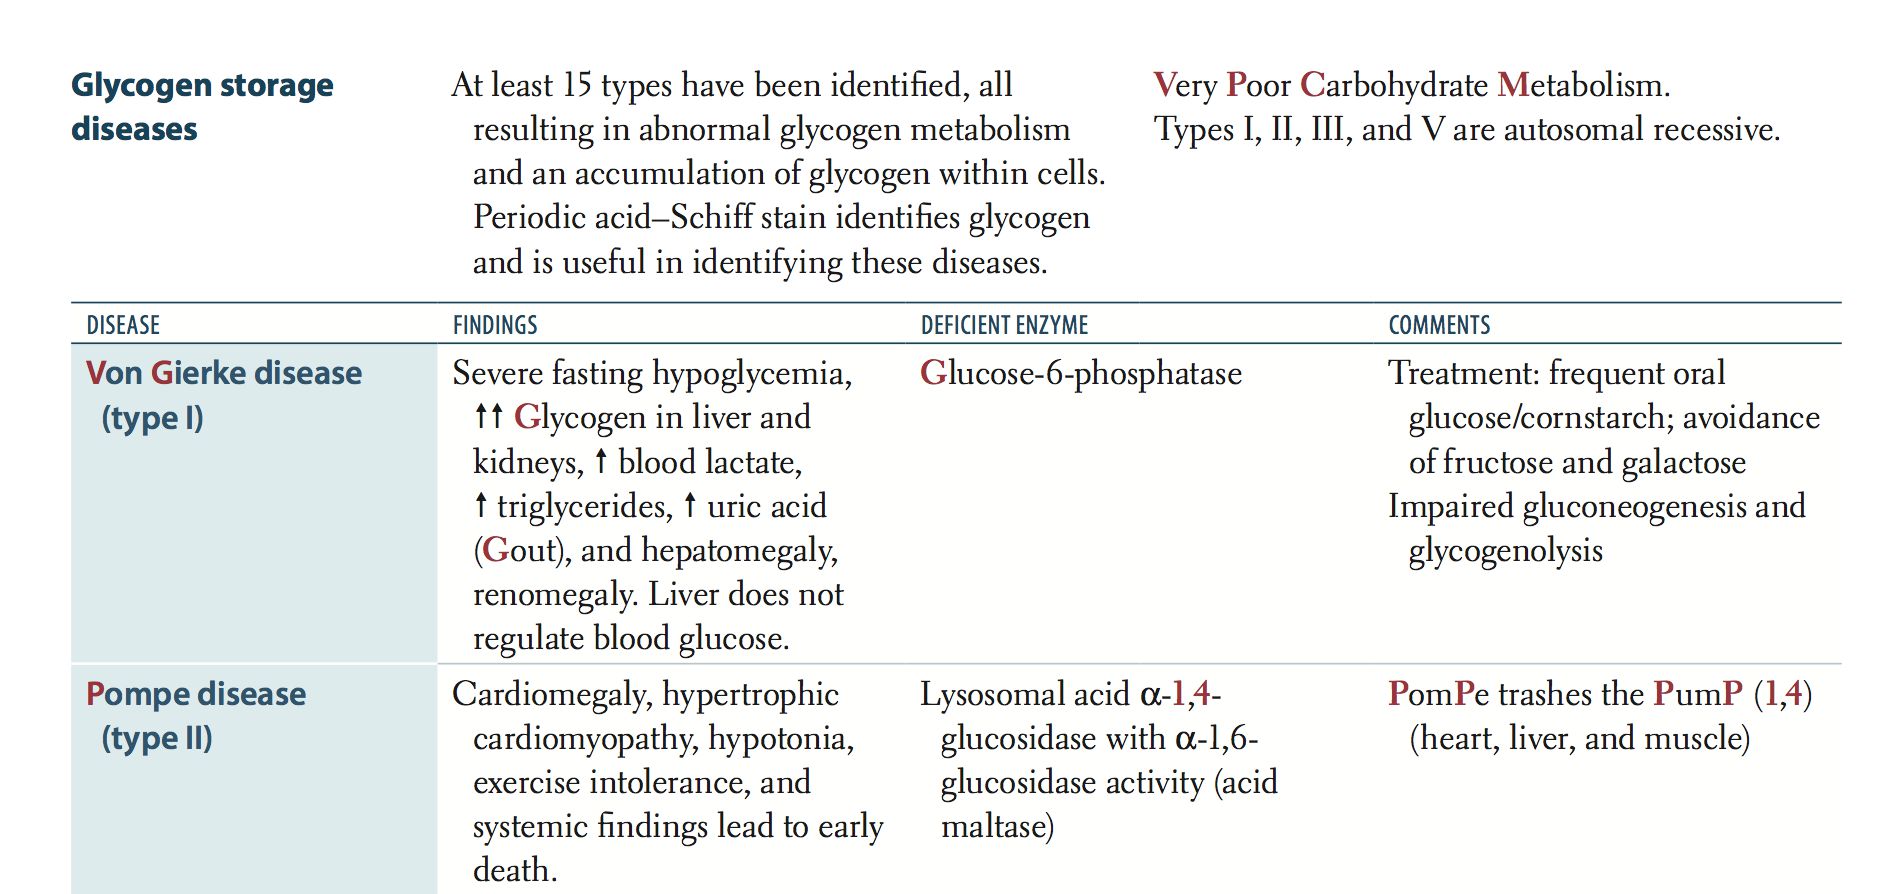 Glycogen storage
diseases
At least 15 types have been identified, all
resulting in abnormal glycogen metabolism
and an accumulation of glycogen within cells.
Periodic acid–Schiff stain identifies glycogen
and is useful in identifying these diseases.
Very Poor Carbohydrate Metabolism.
Types I, II, III, and V are autosomal recessive.
DISEASE
FINDINGS
DEFICIENT ENZYME
COMMENTS
Von Gierke disease
(type I)
Severe fasting hypoglycemia,
↑↑ Glycogen in liver and
kidneys, ↑ blood lactate,
↑ triglycerides, ↑ uric acid
(Gout), and hepatomegaly,
renomegaly. Liver does not
regulate blood glucose.
Glucose-6-phosphatase
Treatment: frequent oral
glucose/cornstarch; avoidance
of fructose and galactose
Impaired gluconeogenesis and
glycogenolysis
Pompe disease
(type II)
Cardiomegaly, hypertrophic
cardiomyopathy, hypotonia,
exercise intolerance, and
systemic findings lead to early
death.
Lysosomal acid α-1,4-
glucosidase with α-1,6-
glucosidase activity (acid
maltase)
PomPe trashes the PumP (1,4)
(heart, liver, and muscle)